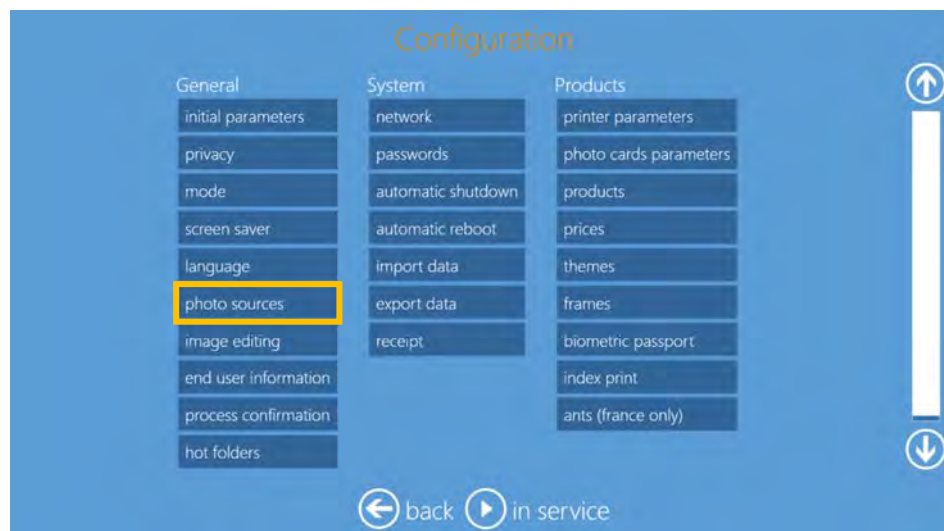 Configuration
General
initial parameters
privacy
mode
screen saver
language
photo sources
image editing
end user information
process confirmation
hot folders
System
network
passwords
automatic shutdown
automatic reboot
import data
export data
receipt
Products
printer parameters
photo cards parameters
products
prices
themes
frames
biometric passport
index print
ants (france only)
back in service